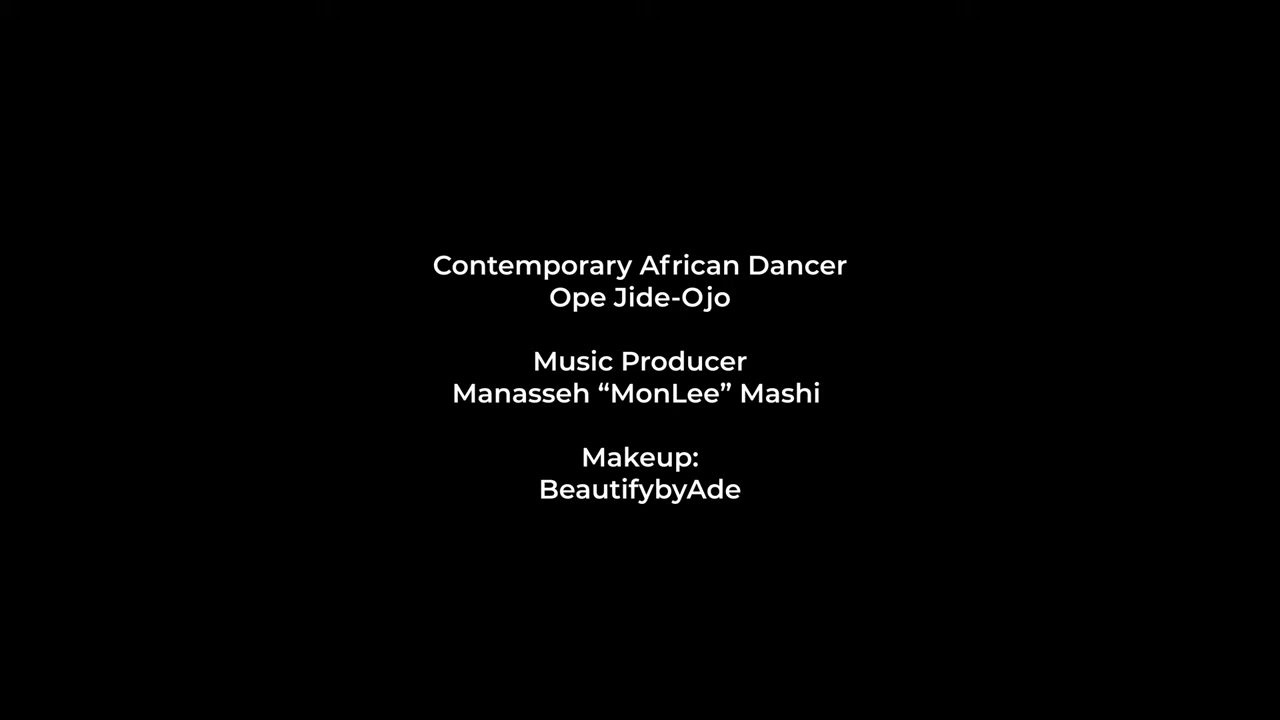 Contemporary African Dancer
Ope Jide-Ojo
Music Producer
Manasseh “MonLee” Mashi
Makeup:
BeautifybyAde